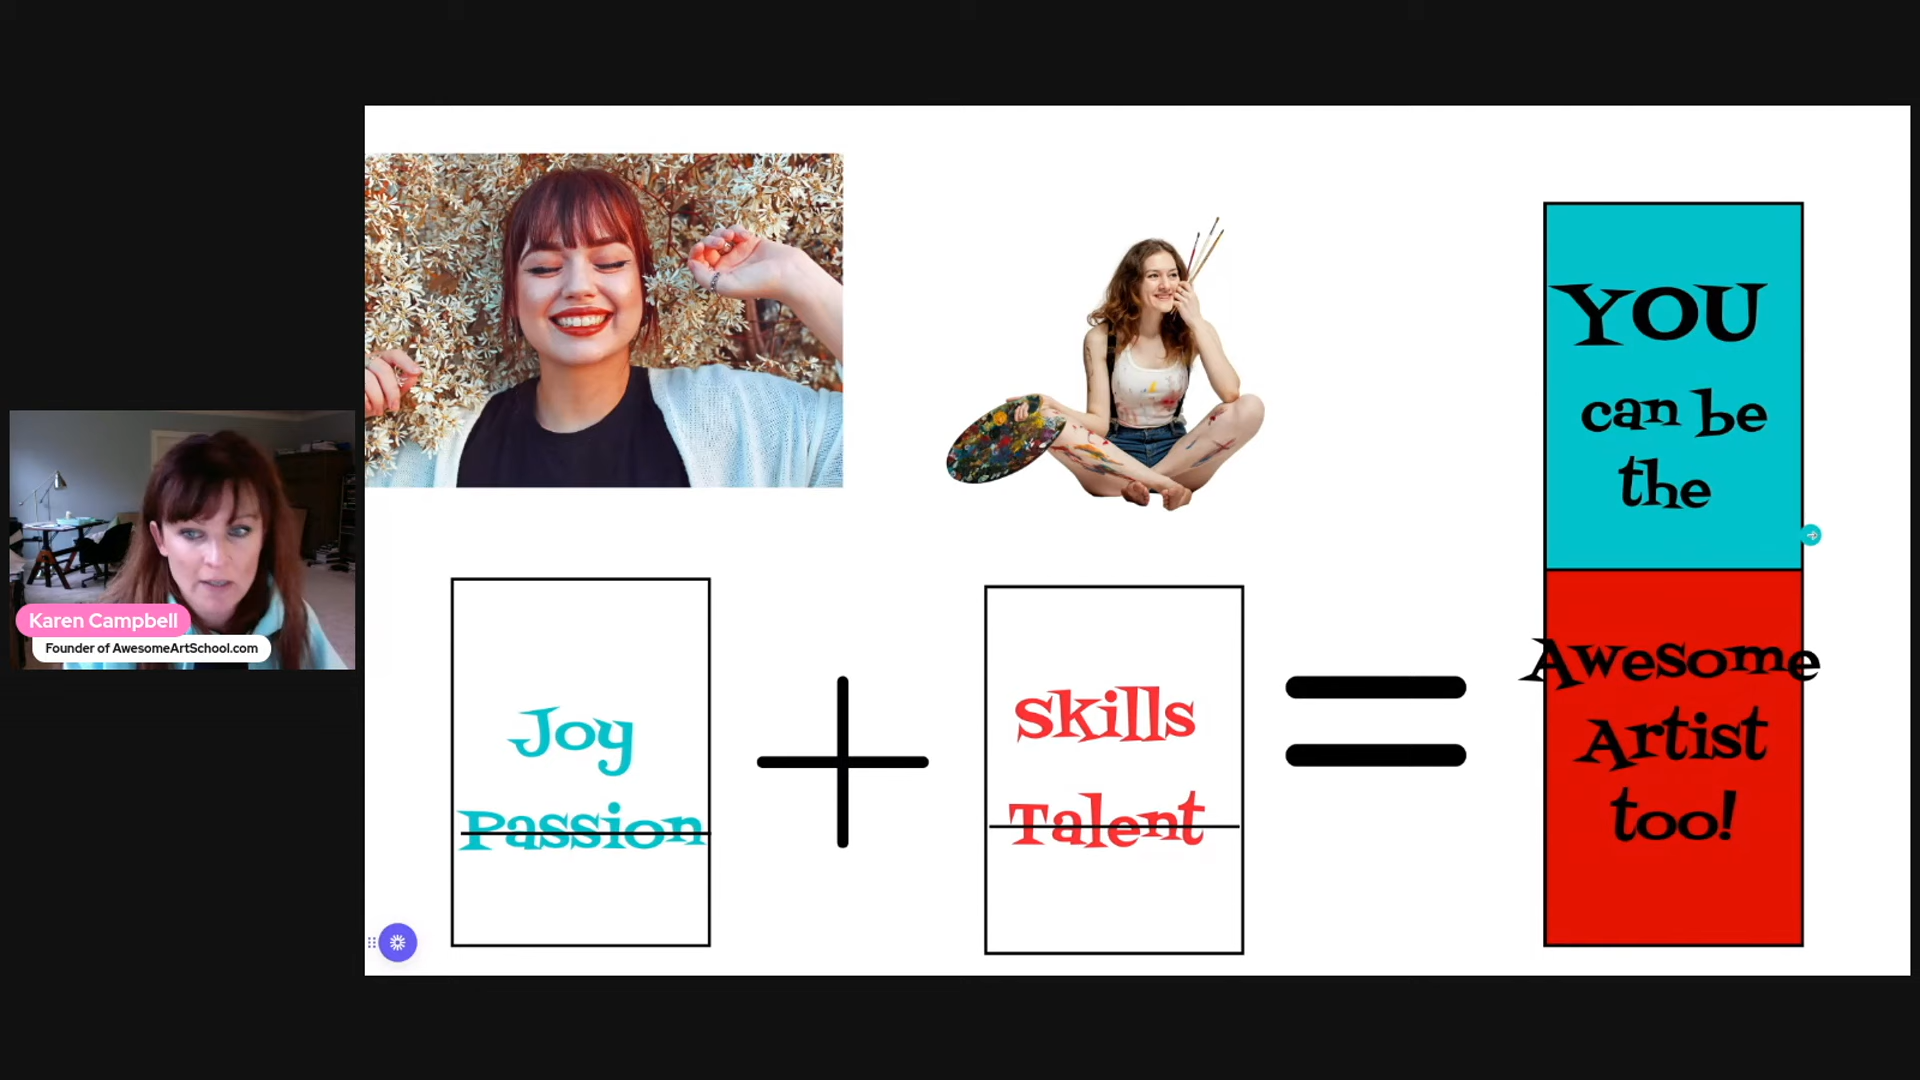 Karen Campbell
Founder of AwesomeArtSchool.com
Joy
Passion
Skills
Talent
YOU
can be
the
Awesome
Artist
too!